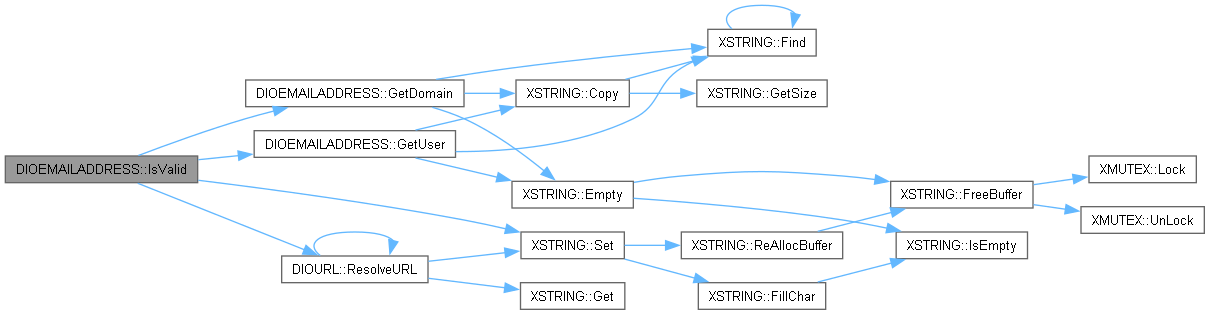 DIOEMAILADDRESS::IsValid
DIOEMAILADDRESS::GetDomain
DIOEMAILADDRESS::GetUser
DIOURL::ResolveURL
XSTRING::Copy
XSTRING::Empty
XSTRING::Set
XSTRING::Get
XSTRING::Find
XSTRING::GetSize
XSTRING::ReAllocBuffer
XSTRING::FillChar
XSTRING::FreeBuffer
XSTRING::IsEmpty
XMUTEX::Lock
XMUTEX::UnLock